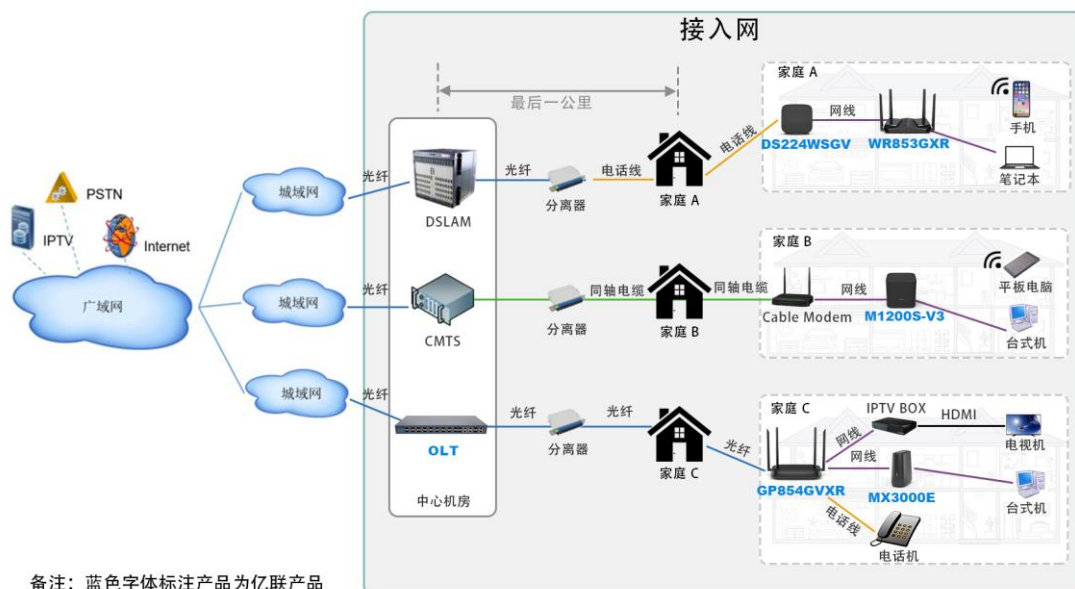 接入网
最后一公里
PSTN
IPTV
Internet
广域网
城域网
城域网
城域网
光纤
DSLAM
光纤
分离器
电话线
家庭 A
电话线
家庭 A
DS224WSGV
网线
WR853GXR
手机
笔记本
光纤
CMTS
分离器
同轴电缆
家庭 B
同轴电缆
家庭 B
Cable Modem
网线
M1200S-V3
平板电脑
台式机
光纤
OLT
中心机房
光纤
分离器
光纤
家庭 C
光纤
家庭 C
GP854GVXR
网线
IPTV BOX
HDMI
电视机
网线
MX3000E
台式机
电话线
电话机
备注：蓝色字体标注产品为亿联产品